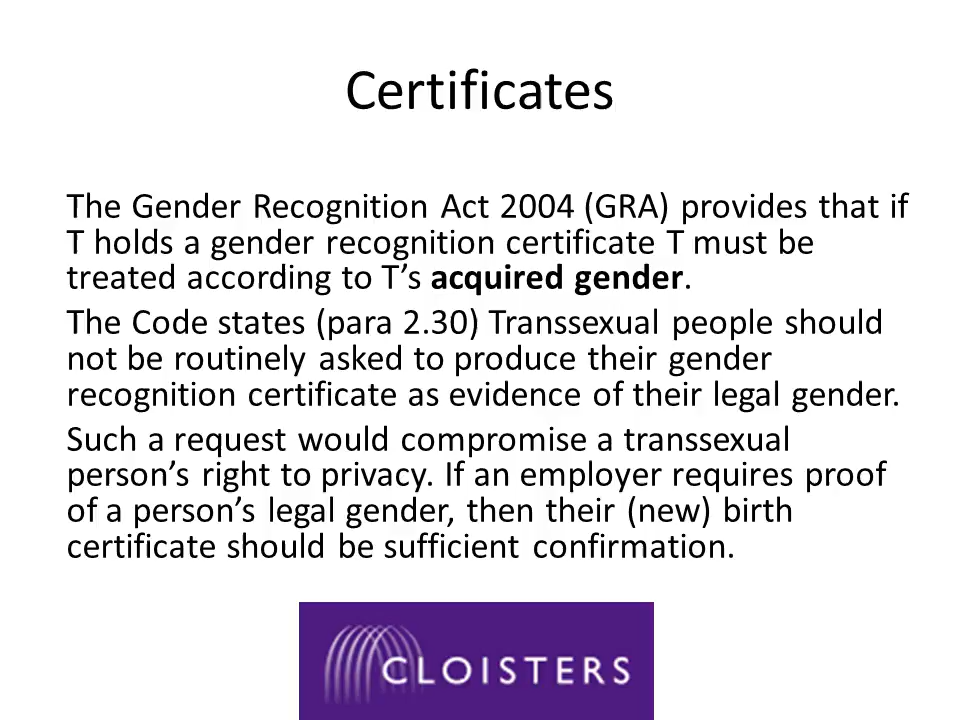 Certificates
The Gender Recognition Act 2004 (GRA) provides that if
T holds a gender recognition certificate T must be
treated according to T’s acquired gender.
The Code states (para 2.30) Transsexual people should
not be routinely asked to produce their gender
recognition certificate as evidence of their legal gender.
Such a request would compromise a transsexual
person’s right to privacy. If an employer requires proof
of a person’s legal gender, then their (new) birth
certificate should be sufficient confirmation.
CLOISTERS